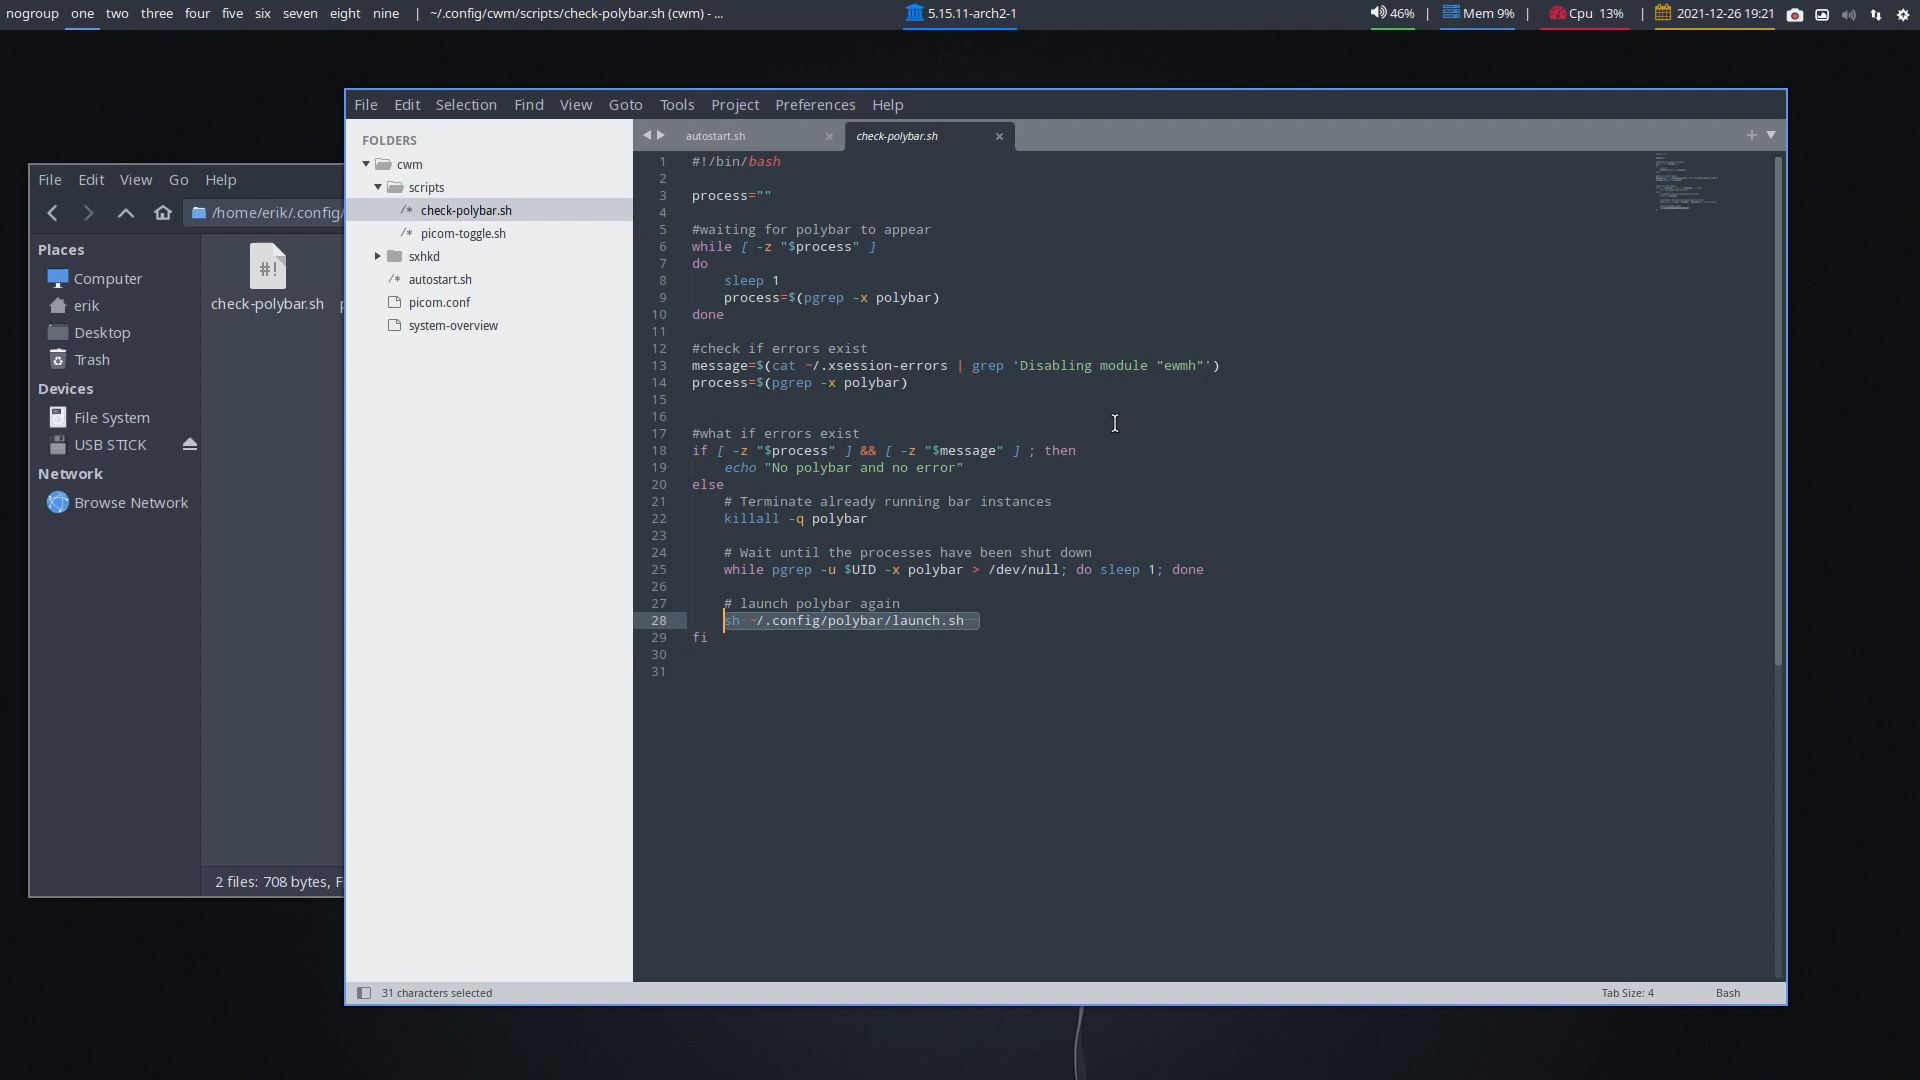 nogroup one two three four five six seven eight nine | ~/.config/cwm/scripts/check-polybar.sh (cwm) - ... 5.15.11-arch2-1 46% | Mem 9% | Cpu 13% | 2021-12-26 19:21
File Edit View Go Help
/home/erik/.config/
Places
Computer
erik
Desktop
Trash
Devices
File System
USB STICK
Network
Browse Network
#!
check-polybar.sh
2 files: 708 bytes, F
File Edit Selection Find View Goto Tools Project Preferences Help
FOLDERS
cwm
scripts
/* check-polybar.sh
/* picom-toggle.sh
sxhkd
/* autostart.sh
picom.conf
system-overview
autostart.sh × check-polybar.sh × +
1 #!/bin/bash
2
3 process=""
4
5 #waiting for polybar to appear
6 while [ -z "$process" ]
7 do
8 sleep 1
9 process=$(pgrep -x polybar)
10 done
11
12 #check if errors exist
13 message=$(cat ~/.xsession-errors | grep 'Disabling module "ewmh"')
14 process=$(pgrep -x polybar)
15
16
17 #what if errors exist
18 if [ -z "$process" ] && [ -z "$message" ] ; then
19 echo "No polybar and no error"
20 else
21 # Terminate already running bar instances
22 killall -q polybar
23
24 # Wait until the processes have been shut down
25 while pgrep -u $UID -x polybar > /dev/null; do sleep 1; done
26
27 # launch polybar again
28 sh ~/.config/polybar/launch.sh
29 fi
30
31
31 characters selected Tab Size: 4 Bash